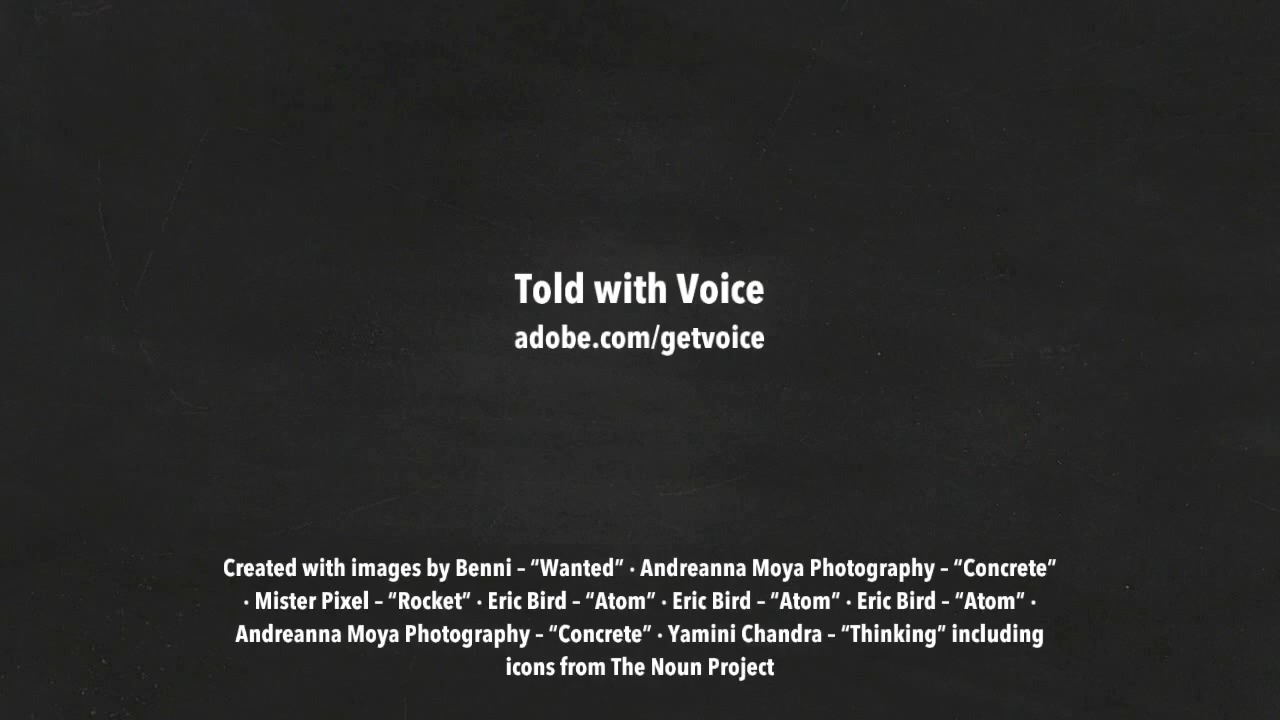 Told with Voice
adobe.com/getvoice
Created with images by Benni – “Wanted” · Andreanna Moya Photography – “Concrete”
· Mister Pixel – “Rocket” · Eric Bird – “Atom” · Eric Bird – “Atom” · Eric Bird – “Atom” ·
Andreanna Moya Photography – “Concrete” · Yamini Chandra – “Thinking” including
icons from The Noun Project